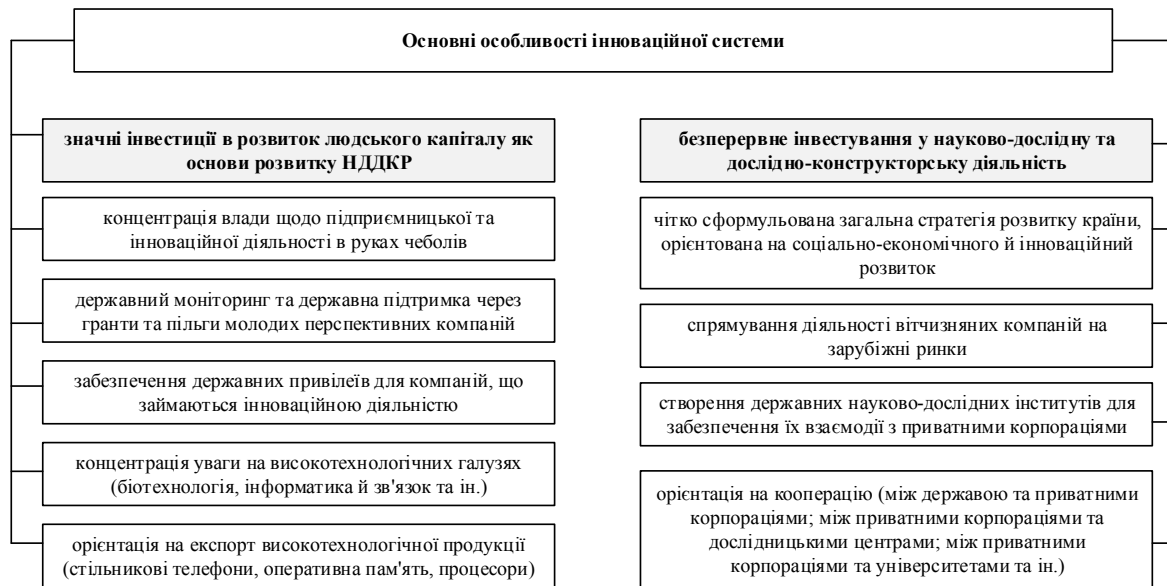 Основні особливості інноваційної системи
значні інвестиції в розвиток людського капіталу як
основи розвитку НДДКР
концентрація влади щодо підприємницької та
інноваційної діяльності в руках чеболів
державний моніторинг та державна підтримка через
гранти та пільги молодих перспективних компаній
забезпечення державних привілеїв для компаній, що
займаються інноваційною діяльністю
концентрація уваги на високотехнологічних галузях
(біотехнологія, інформатика й зв'язок та ін.)
орієнтація на експорт високотехнологічної продукції
(стільникові телефони, оперативна пам'ять, процесори)
безперервне інвестування у науково-дослідну та
дослідно-конструкторську діяльність
чітко сформульована загальна стратегія розвитку країни,
орієнтована на соціально-економічного й інноваційний
розвиток
спрямування діяльності вітчизняних компаній на
зарубіжні ринки
створення державних науково-дослідних інститутів для
забезпечення їх взаємодії з приватними корпораціями
орієнтація на кооперацію (між державою та приватними
корпораціями; між приватними корпораціями та
дослідницькими центрами; між приватними
корпораціями та університетами та ін.)